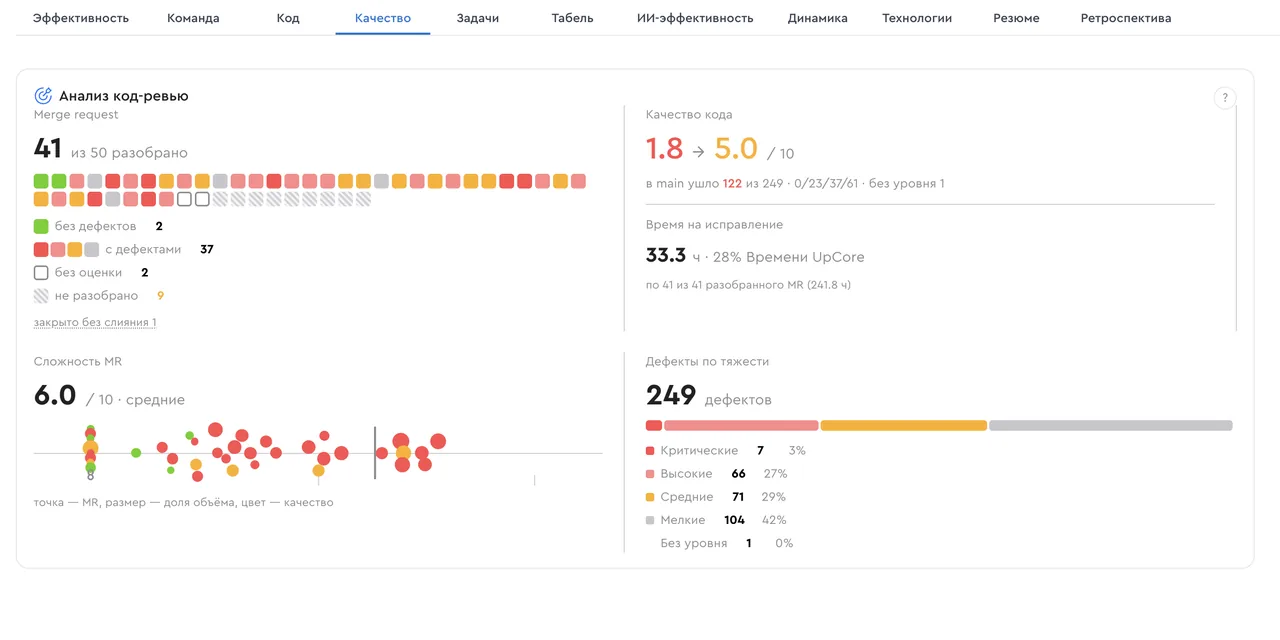 Эффективность Команда Код Качество Задачи Табель ИИ-эффективность Динамика Технологии Резюме Ретроспектива
Анализ код-ревью
?
Merge request
41 из 50 разобрано
без дефектов 2
с дефектами 37
без оценки 2
не разобрано 9
закрыто без слияния 1
Качество кода
1.8 → 5.0 / 10
в main ушло 122 из 249 · 0/23/37/61 · без уровня 1
Время на исправление
33.3 ч · 28% Времени UpCore
по 41 из 41 разобранного MR (241.8 ч)
Сложность MR
6.0 / 10 · средние
8
точка — MR, размер — доля объёма, цвет — качество
Дефекты по тяжести
249 дефектов
Критические 7 3%
Высокие 66 27%
Средние 71 29%
Мелкие 104 42%
Без уровня 1 0%